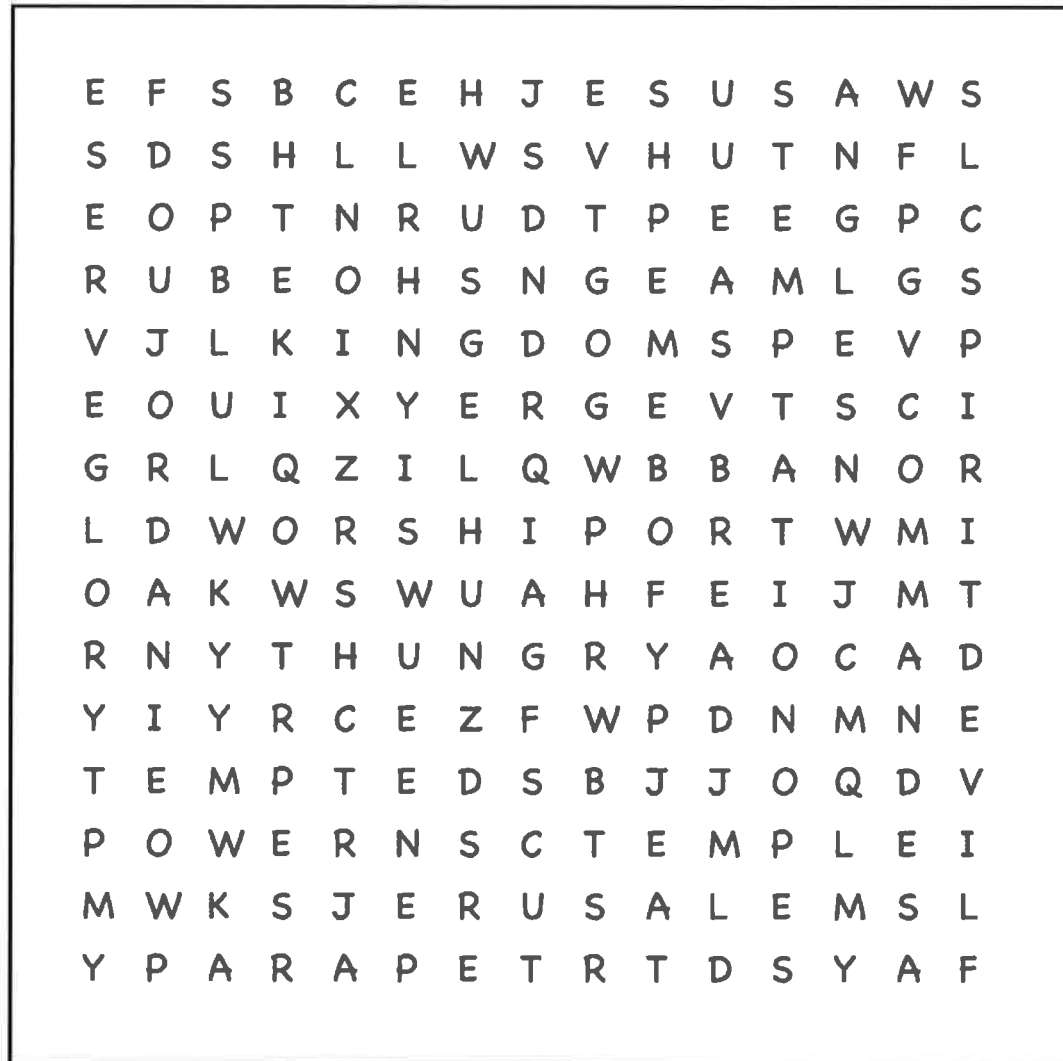 E F S B C E H J E S U S A W S
S D S H L L W S V H U T N F L
E O P T N R U D T P E E G P C
R U B E O H S N G E A M L G S
V J L K I N G D O M S P E V P
E O U I X Y E R G E V T S C I
G R L Q Z I L Q W B B A N O R
L D W O R S H I P O R T W M I
O A K W S W U A H F E I J M T
R N Y T H U N G R Y A O C A D
Y I Y R C E Z F W P D N M N E
T E M P T E D S B J J O Q D V
P O W E R N S C T E M P L E I
M W K S J E R U S A L E M S L
Y P A R A P E T R T D S Y A F